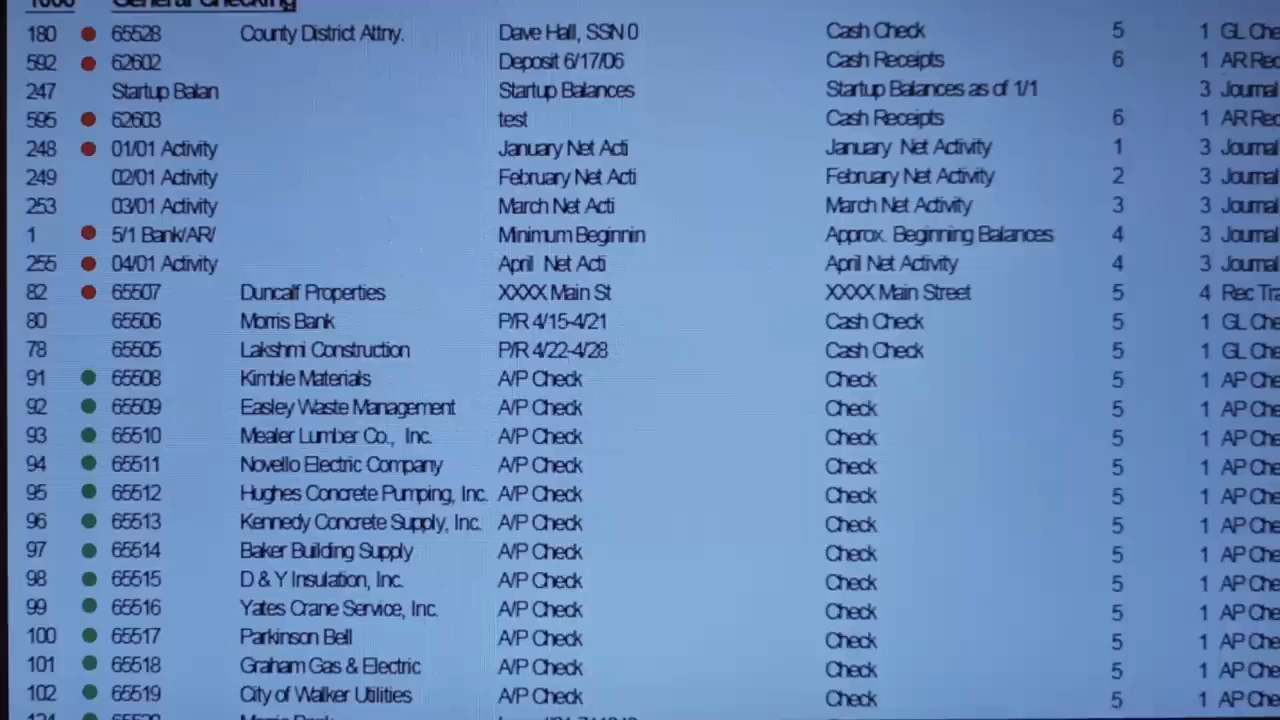 1000 General Checking
180 65528 County District Attny. Dave Hall, SSN 0 Cash Check 5 1 GL Che
592 62602 Deposit 6/17/06 Cash Receipts 6 1 AR Rec
247 Startup Balan Startup Balances Startup Balances as of 1/1 3 Journal
595 62603 test Cash Receipts 6 1 AR Rec
248 01/01 Activity January Net Acti January Net Activity 1 3 Journal
249 02/01 Activity February Net Acti February Net Activity 2 3 Journal
253 03/01 Activity March Net Acti March Net Activity 3 3 Journal
1 5/1 Bank/AR/ Minimum Beginnin Approx. Beginning Balances 4 3 Journal
255 04/01 Activity April Net Acti April Net Activity 4 3 Journal
82 65507 Duncalf Properties XXXX Main St XXXX Main Street 5 4 Rec Tra
80 65506 Morris Bank P/R 4/15-4/21 Cash Check 5 1 GL Che
78 65505 Lakshmi Construction P/R 4/22-4/28 Cash Check 5 1 GL Che
91 65508 Kimble Materials A/P Check Check 5 1 AP Che
92 65509 Easley Waste Management A/P Check Check 5 1 AP Che
93 65510 Mealer Lumber Co., Inc. A/P Check Check 5 1 AP Che
94 65511 Novello Electric Company A/P Check Check 5 1 AP Che
95 65512 Hughes Concrete Pumping, Inc. A/P Check Check 5 1 AP Che
96 65513 Kennedy Concrete Supply, Inc. A/P Check Check 5 1 AP Che
97 65514 Baker Building Supply A/P Check Check 5 1 AP Che
98 65515 D & Y Insulation, Inc. A/P Check Check 5 1 AP Che
99 65516 Yates Crane Service, Inc. A/P Check Check 5 1 AP Che
100 65517 Parkinson Bell A/P Check Check 5 1 AP Che
101 65518 Graham Gas & Electric A/P Check Check 5 1 AP Che
102 65519 City of Walker Utilities A/P Check Check 5 1 AP Che